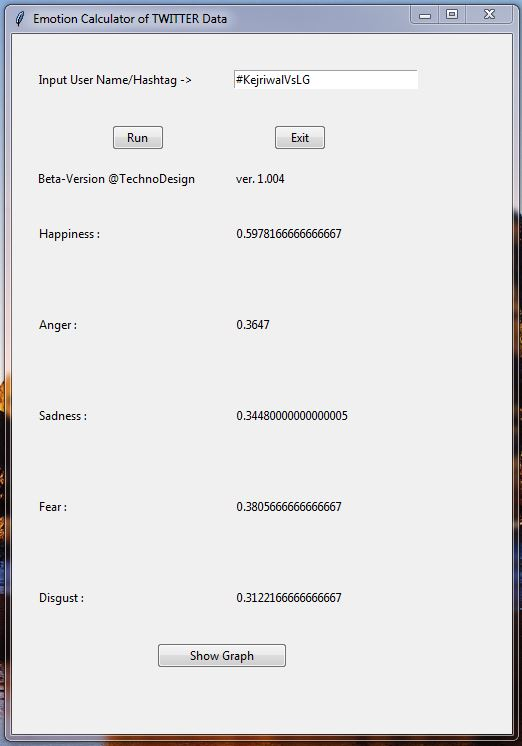 Emotion Calculator of TWITTER Data
Input User Name/Hashtag -> #KejriwalVsLG
Run Exit
Beta-Version @TechnoDesign ver. 1.004
Happiness : 0.5978166666666667
Anger : 0.3647
Sadness : 0.34480000000000005
Fear : 0.3805666666666667
Disgust : 0.3122166666666667
Show Graph